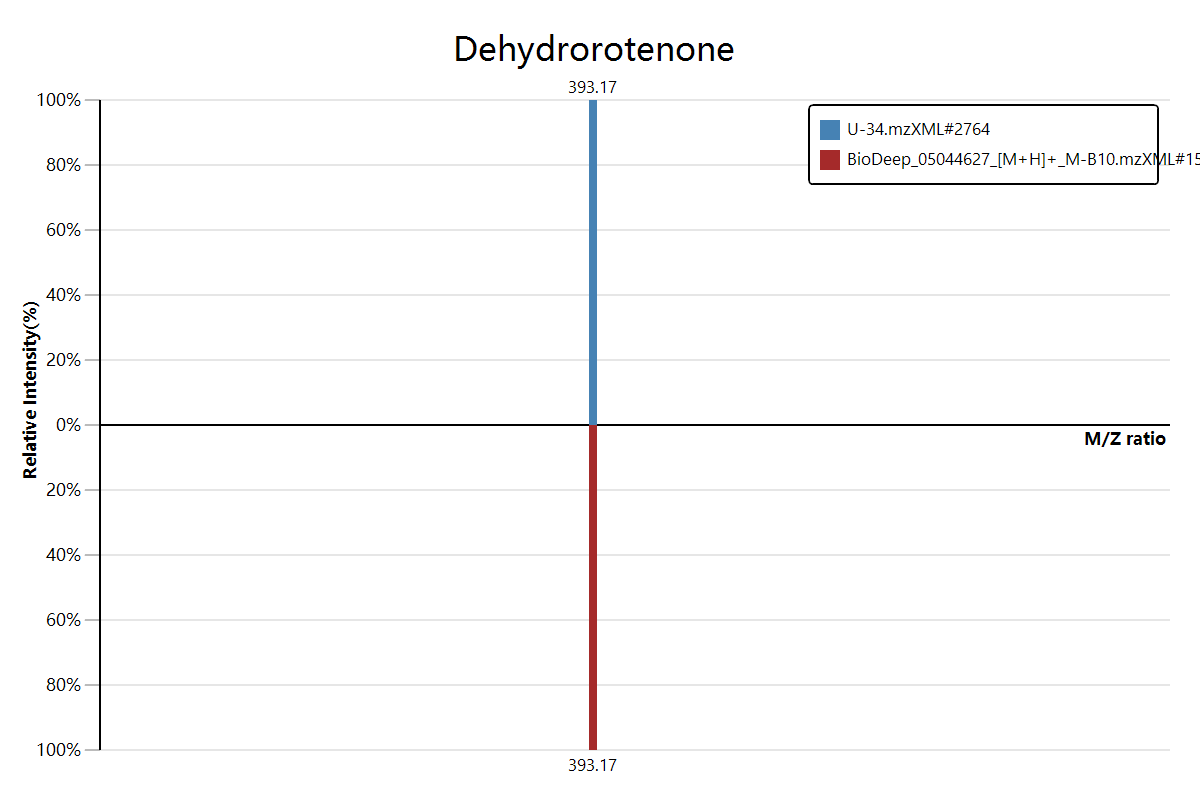 Dehydrorotenone
393.17
100%
U-34.mzXML#2764
BioDeep_05044627_[M+H]+_M-B10.mzXML#15
80%
60%
40%
20%
0%
Relative Intensity(%)
M/Z ratio
20%
40%
60%
80%
100%
393.17